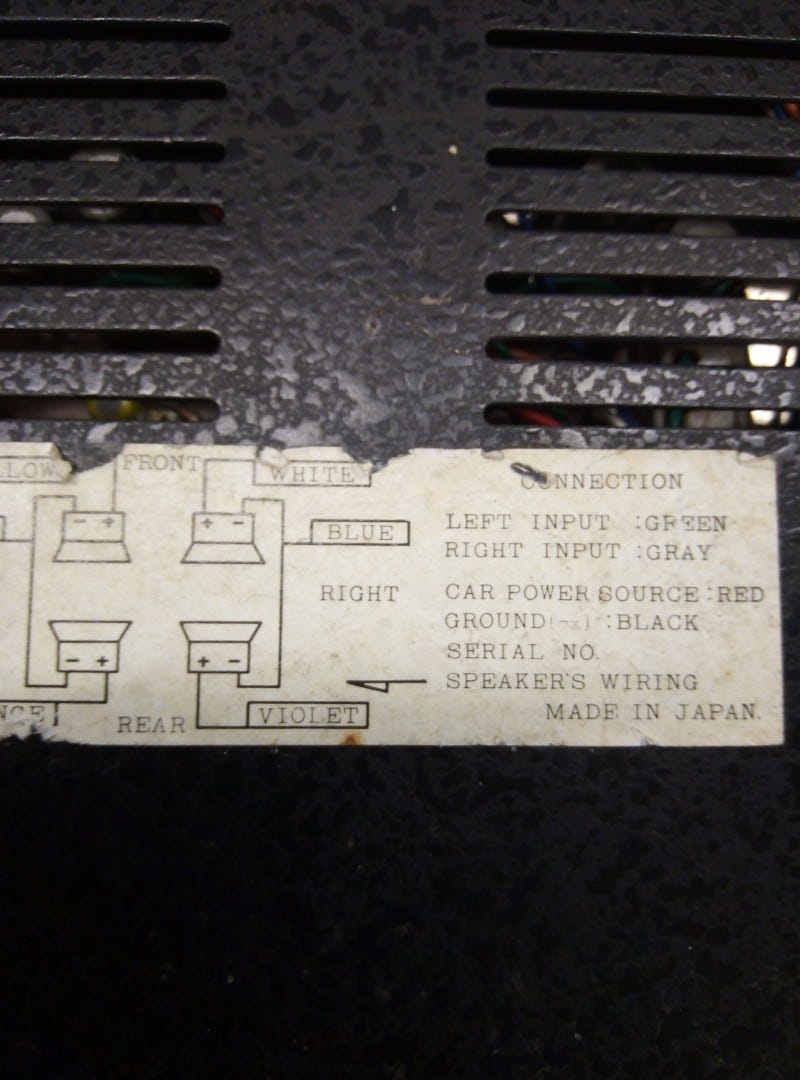 FRONT
WHITE
BLUE
RIGHT
REAR
VIOLET
CONNECTION
LEFT INPUT :GREEN
RIGHT INPUT :GRAY
CAR POWER SOURCE:RED
GROUND(-) :BLACK
SERIAL NO.
SPEAKER'S WIRING
MADE IN JAPAN.